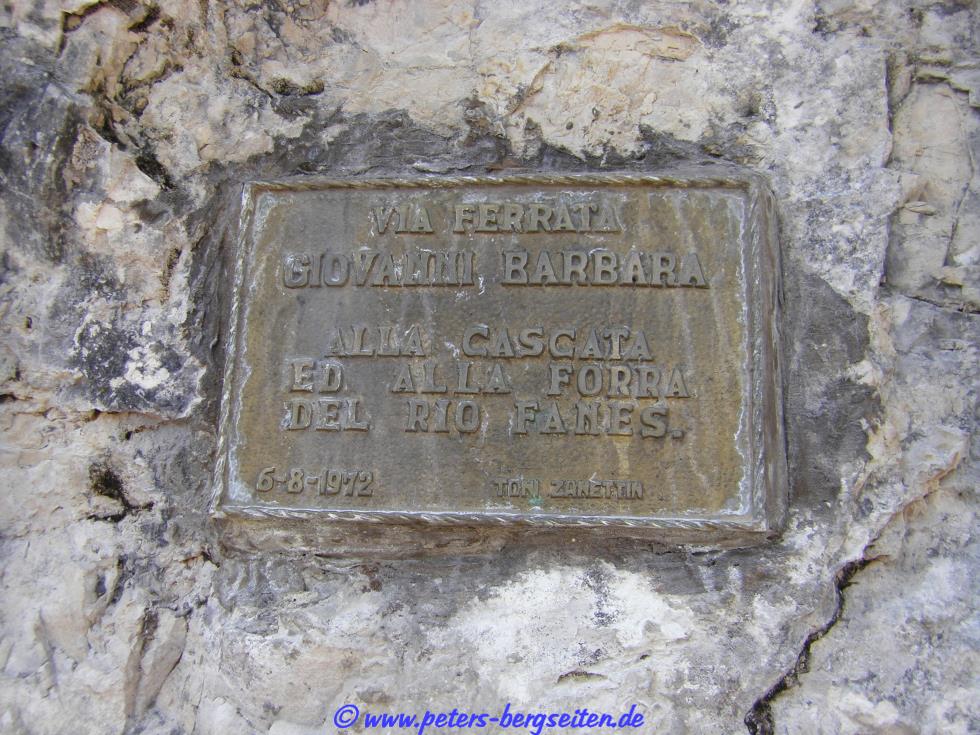 VIA FERRATA
GIOVANNI BARBARA
ALLA CASCATA
ED ALLA FORRA
DEL RIO FANES.
6-8-1972 TONI ZANETTIN
© www.peters-bergseiten.de